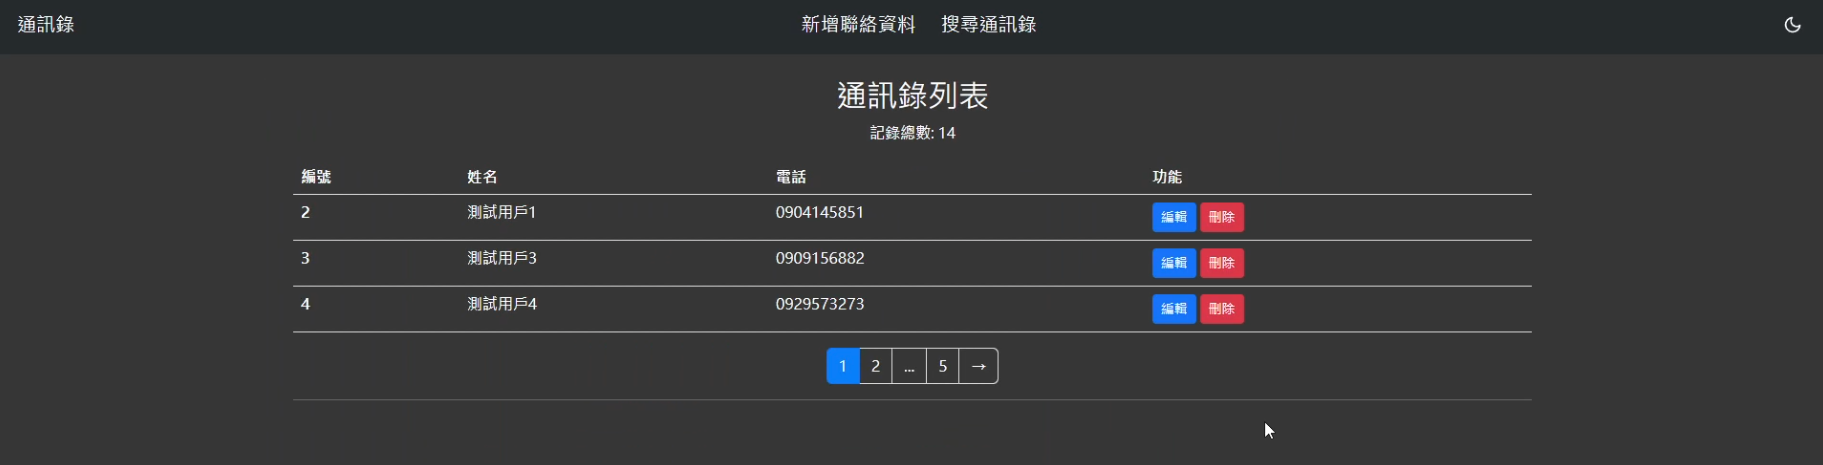 通訊錄 新增聯絡資料 搜尋通訊錄
通訊錄列表
記錄總數: 14
編號 姓名 電話 功能
2 測試用戶1 0904145851 編輯 刪除
3 測試用戶3 0909156882 編輯 刪除
4 測試用戶4 0929573273 編輯 刪除
1 2 ... 5 →